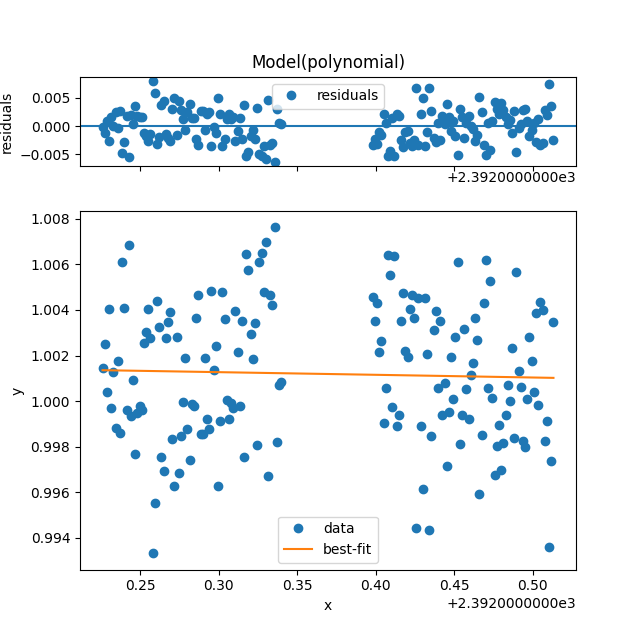 Model(polynomial)
residuals
0.005
0.000
−0.005
residuals
+2.3920000000e3
1.008
1.006
1.004
1.002
1.000
0.998
0.996
0.994
y
data
best-fit
0.25
0.30
0.35
0.40
0.45
0.50
x
+2.3920000000e3